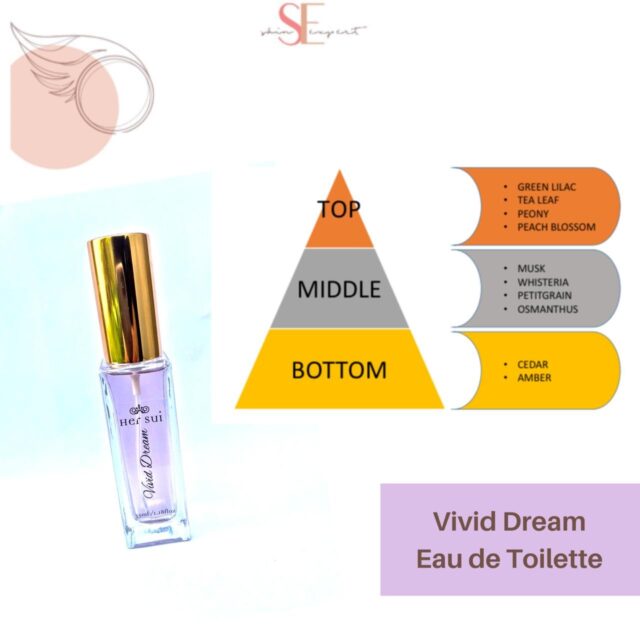 SE
skin expert
TOP
• GREEN LILAC
• TEA LEAF
• PEONY
• PEACH BLOSSOM
MIDDLE
• MUSK
• WHISTERIA
• PETITGRAIN
• OSMANTHUS
BOTTOM
• CEDAR
• AMBER
Her Sui
Vivid Dream
Vivid Dream
Eau de Toilette